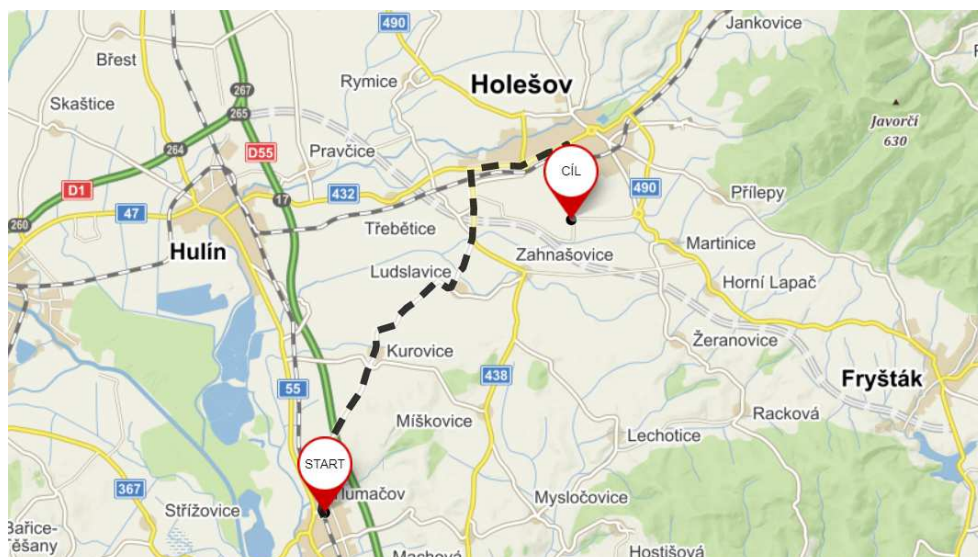 490
Jankovice
Břest
Rymice
Holešov
267
Skaštice
265
Javorčí
630
264
D55
Pravčice
CÍL
D1
432
490
Přílepy
47
17
260
Třebětice
Hulín
Zahnašovice
Martinice
Ludslavice
Horní Lapač
Kurovice
Žeranovice
55
438
Fryšták
Míškovice
Racková
Lechotice
START
367
Tlumačov
Mysločovice
Střížovice
Bařice-
Těšany
Machová
Hostišová